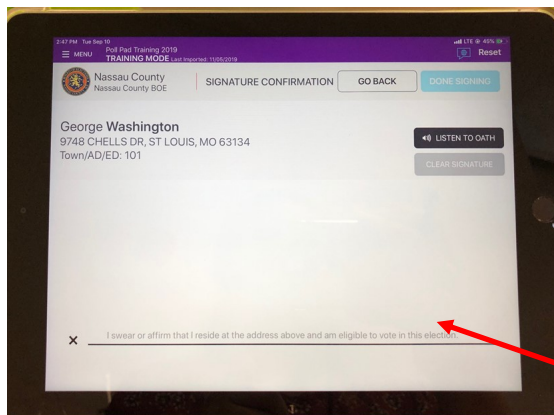 2:47 PM Tue Sep 10
LTE 45%
MENU
Poll Pad Training 2019
TRAINING MODE Last Imported: 11/05/2019
Reset
Nassau County
Nassau County BOE
SIGNATURE CONFIRMATION
GO BACK
DONE SIGNING
George Washington
9748 CHELLS DR, ST LOUIS, MO 63134
Town/AD/ED: 101
LISTEN TO OATH
CLEAR SIGNATURE
I swear or affirm that I reside at the address above and am eligible to vote in this election.
X